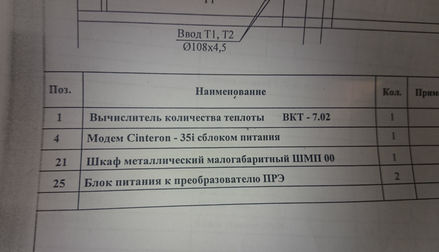 Ввод Т1, Т2
Ø108х4,5
Поз. Наименование Кол. Прим
1 Вычислитель количества теплоты ВКТ - 7.02 1
4 Модем Cinteron - 35i сблоком питания 1
21 Шкаф металлический малогабаритный ШМП 00 1
25 Блок питания к преобразователю ПРЭ 2